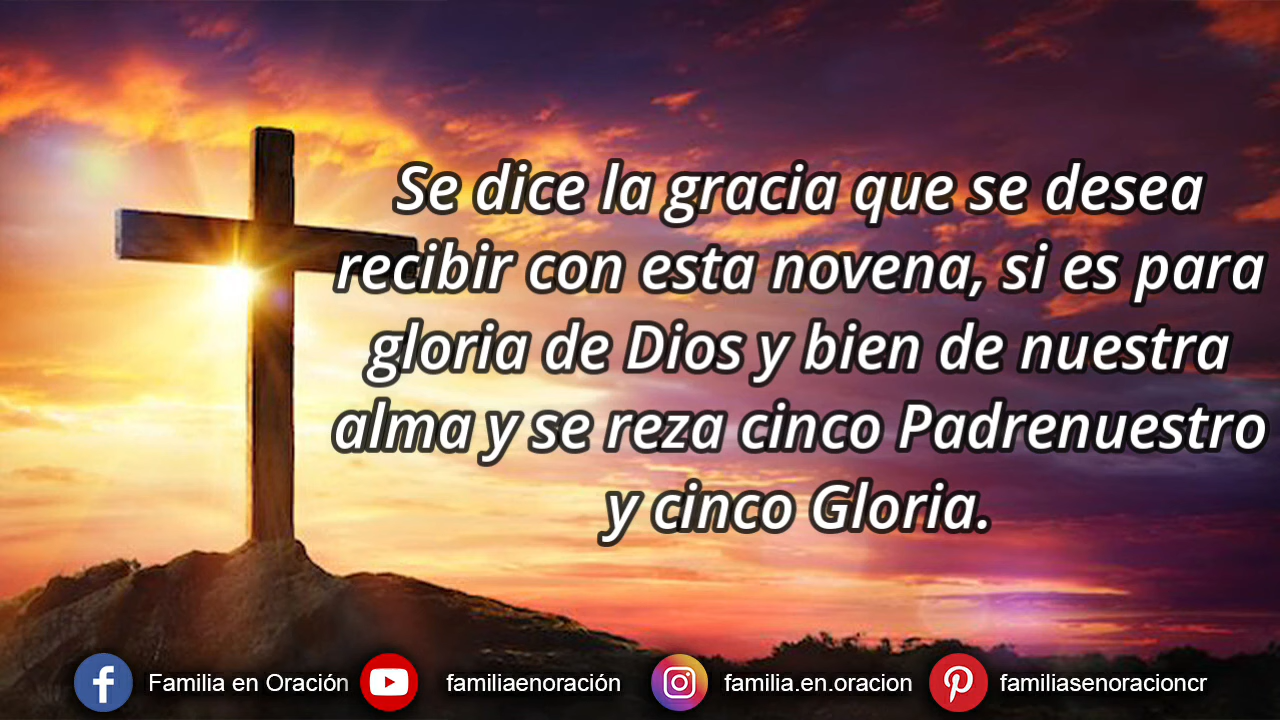 Se dice la gracia que se desea
recibir con esta novena, si es para
gloria de Dios y bien de nuestra
alma y se reza cinco Padrenuestro
y cinco Gloria.
Familia en Oración familiaenoración familia.en.oracion familiasenoracioncr